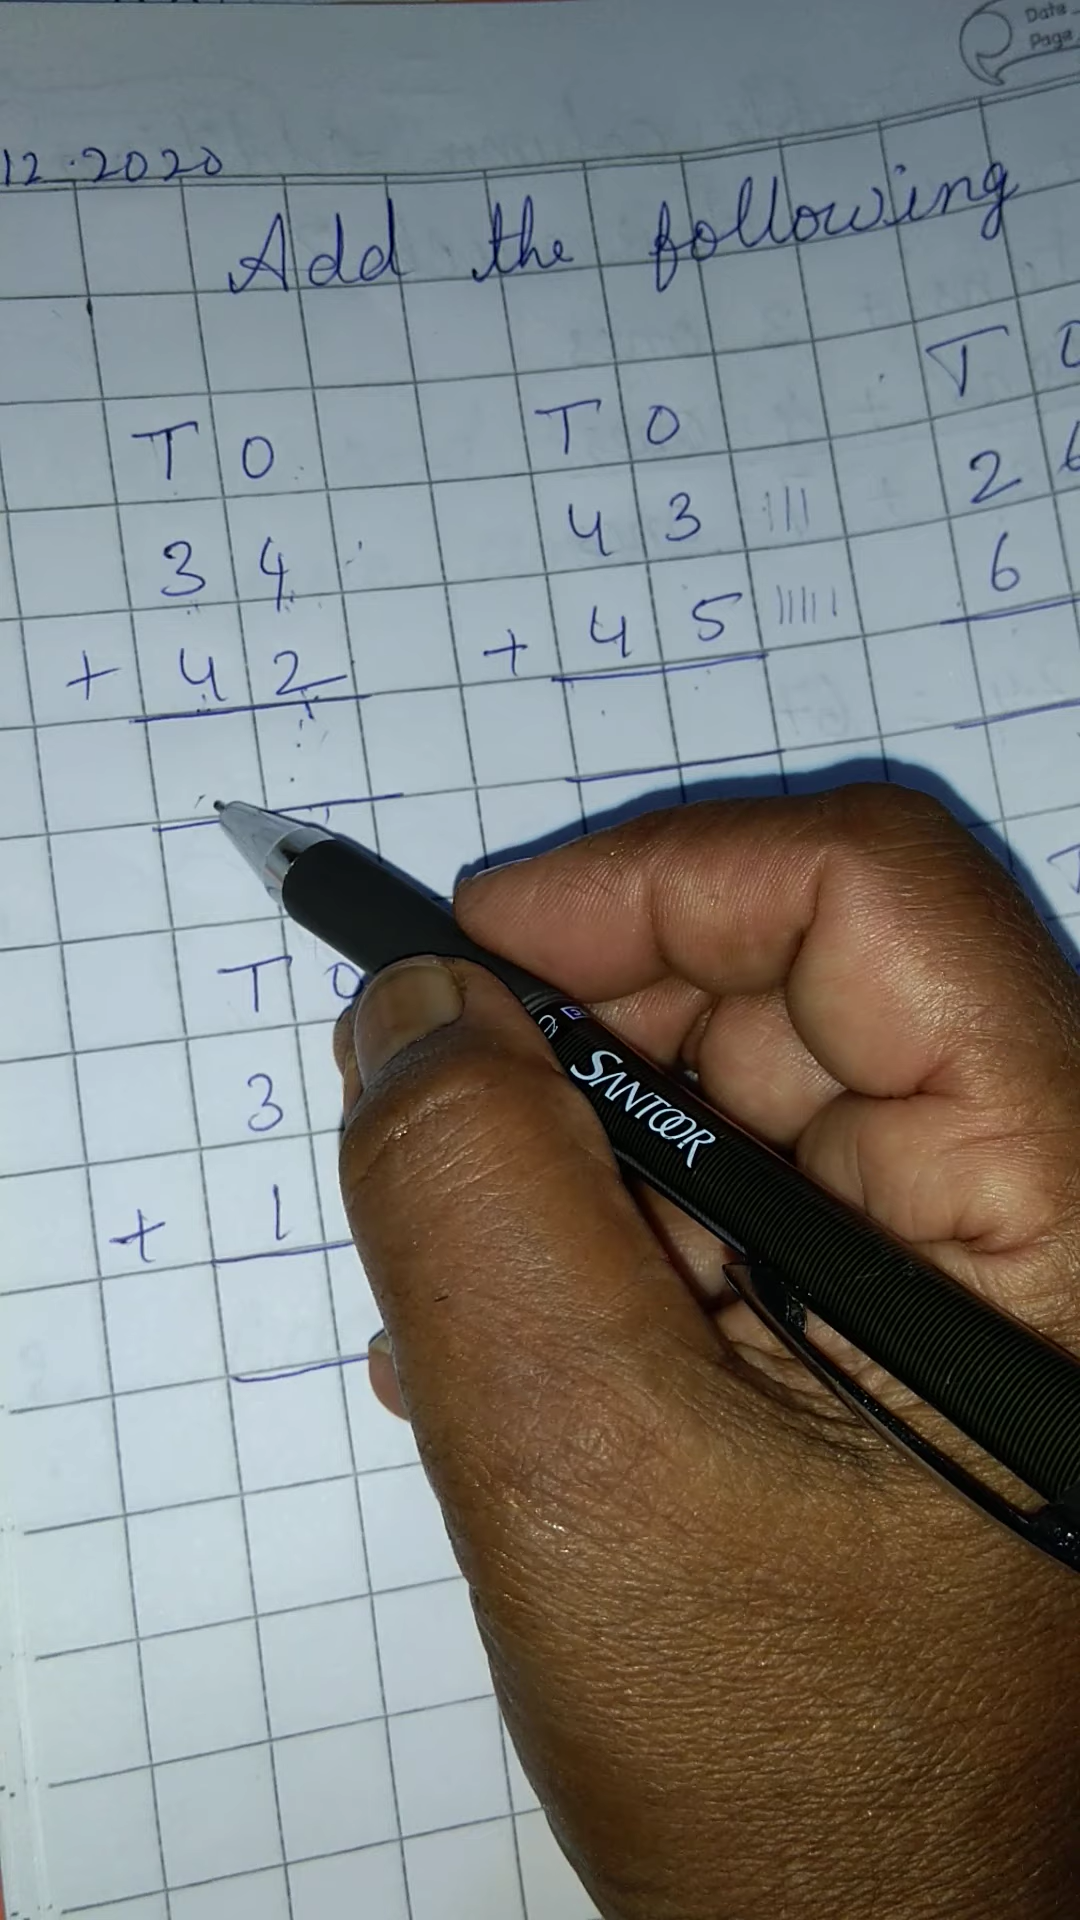 Date
Page
12.2020
Add the following
T O T O T
3 4 4 3 2 6
+ 4 2 + 4 5 6
T O
3
+ 1
SANTOOR